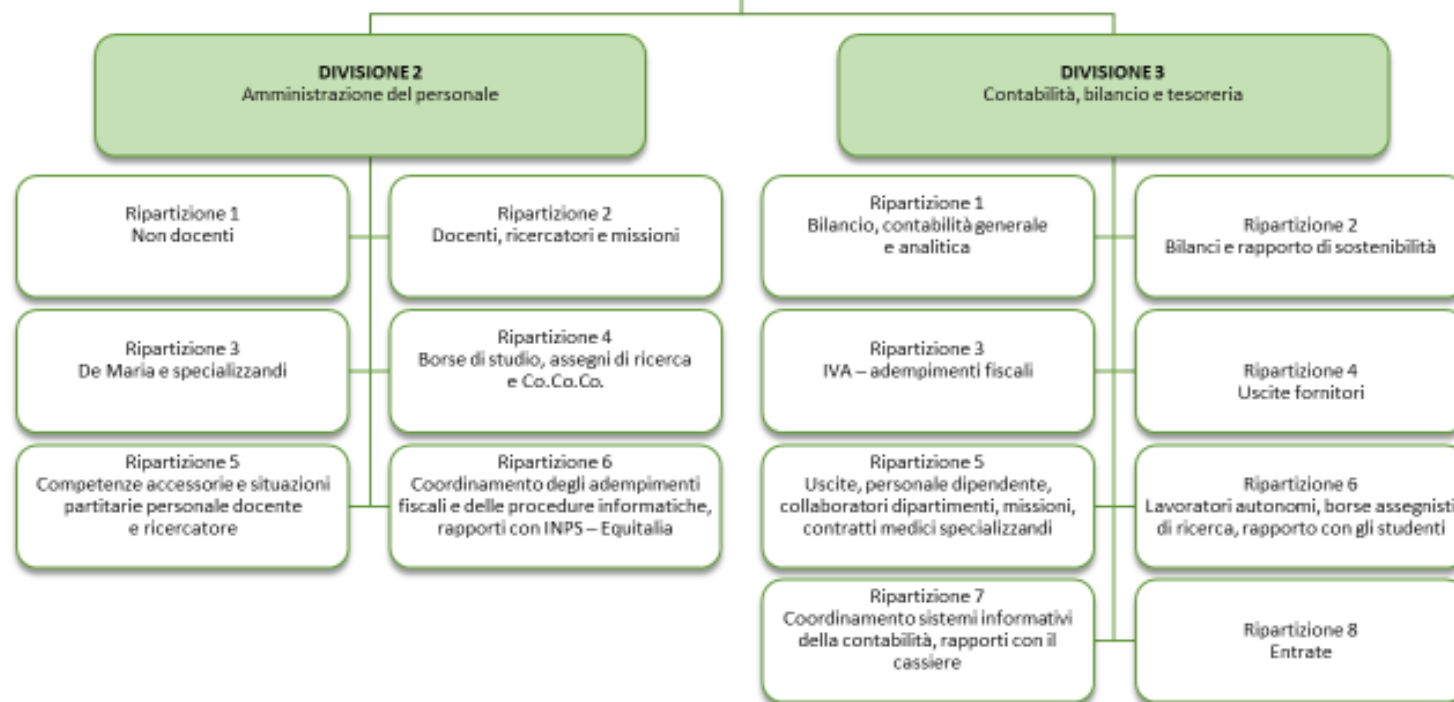 DIVISIONE 2
Amministrazione del personale
Ripartizione 1
Non docenti
Ripartizione 2
Docenti, ricercatori e missioni
Ripartizione 3
De Maria e specializzandi
Ripartizione 4
Borse di studio, assegni di ricerca
e Co.Co.Co.
Ripartizione 5
Competenze accessorie e situazioni
partitarie personale docente
e ricercatore
Ripartizione 6
Coordinamento degli adempimenti
fiscali e delle procedure informatiche,
rapporti con INPS – Equitalia
DIVISIONE 3
Contabilità, bilancio e tesoreria
Ripartizione 1
Bilancio, contabilità generale
e analitica
Ripartizione 2
Bilanci e rapporto di sostenibilità
Ripartizione 3
IVA – adempimenti fiscali
Ripartizione 4
Uscite fornitori
Ripartizione 5
Uscite, personale dipendente,
collaboratori dipartimenti, missioni,
contratti medici specializzandi
Ripartizione 6
Lavoratori autonomi, borse assegnisti
di ricerca, rapporto con gli studenti
Ripartizione 7
Coordinamento sistemi informativi
della contabilità, rapporti con il
cassiere
Ripartizione 8
Entrate